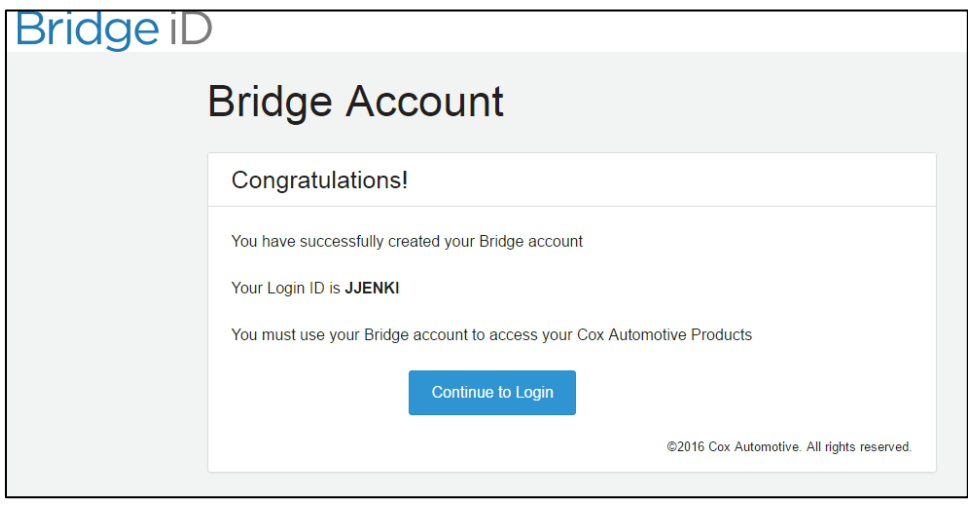 Bridge iD
Bridge Account
Congratulations!
You have successfully created your Bridge account
Your Login ID is JJENKI
You must use your Bridge account to access your Cox Automotive Products
Continue to Login
©2016 Cox Automotive. All rights reserved.